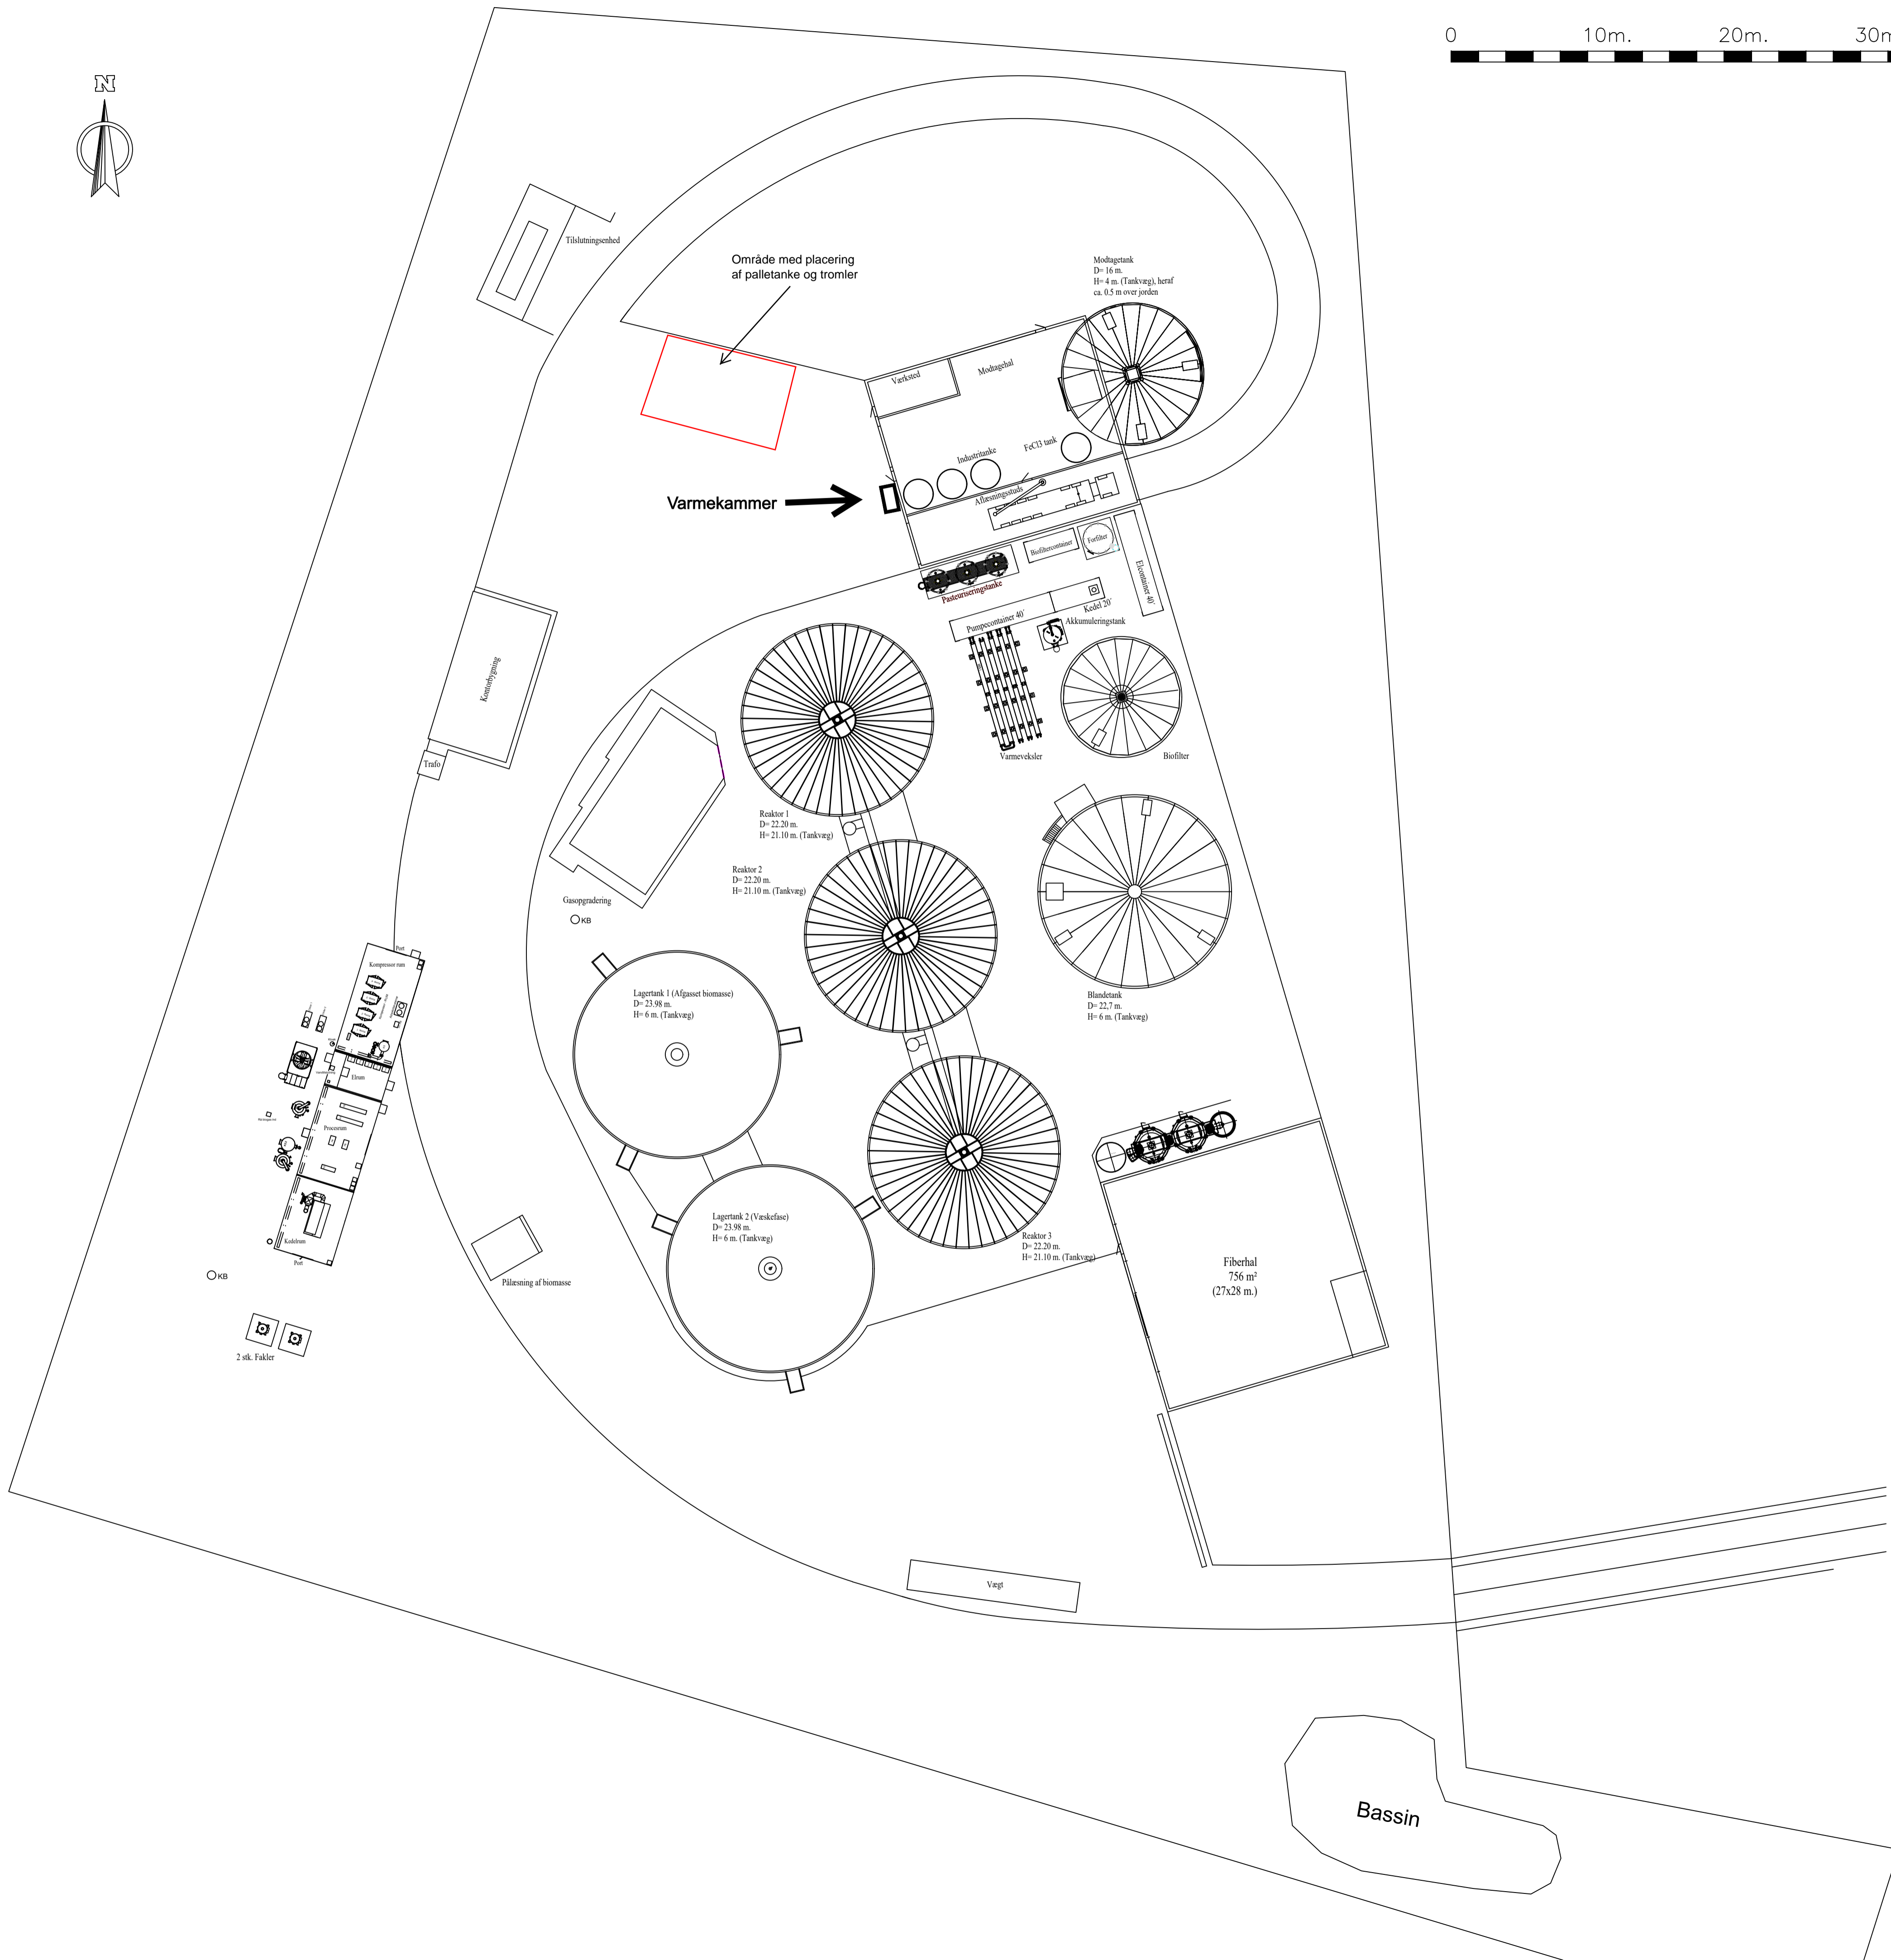 0 10m. 20m. 30m
N
Tilslutningsenhed
Område med placering
af palletanke og tromler
Modtagetank
D= 16 m.
H= 4 m. (Tankvæg), heraf
ca. 0.5 m over jorden
Værksted
Modtagehal
Industritanke
FeCl3 tank
Aflæsningsstuds
Varmekammer
Biofiltercontainer
Forfilter
Elcontainer 40'
Pasteuriseringstanke
Pumpecontainer 40'
Kedel 20'
Akkumuleringstank
Varmeveksler
Biofilter
Kontorbygning
Trafo
Reaktor 1
D= 22.20 m.
H= 21.10 m. (Tankvæg)
Reaktor 2
D= 22.20 m.
H= 21.10 m. (Tankvæg)
Gasopgradering
KB
Port
Kompressor rum
Lagertank 1 (Afgasset biomasse)
D= 23.98 m.
H= 6 m. (Tankvæg)
Blandetank
D= 22,7 m.
H= 6 m. (Tankvæg)
Elrum
Procesrum
Lagertank 2 (Væskefase)
D= 23.98 m.
H= 6 m. (Tankvæg)
Reaktor 3
D= 22.20 m.
H= 21.10 m. (Tankvæg)
Kedelrum
Port
KB
Pålæsning af biomasse
Fiberhal
756 m²
(27x28 m.)
2 stk. Fakler
Vægt
Bassin